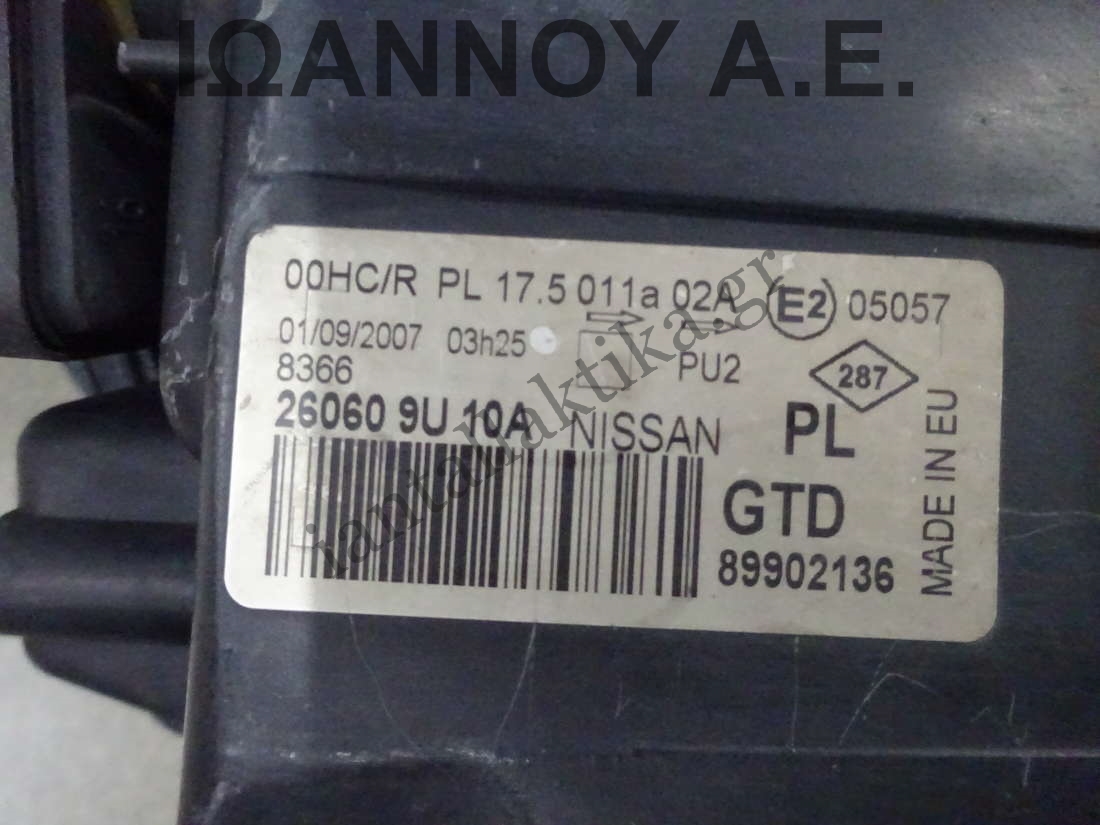 ΙΩΑΝΝΟΥ Α.Ε.
00HC/R PL 17.5 011a 02A E2 05057
01/09/2007 03h25
8366
PU2
287
26060 9U 10A NISSAN PL
GTD
89902136
MADE IN EU
iantallaktika.gr